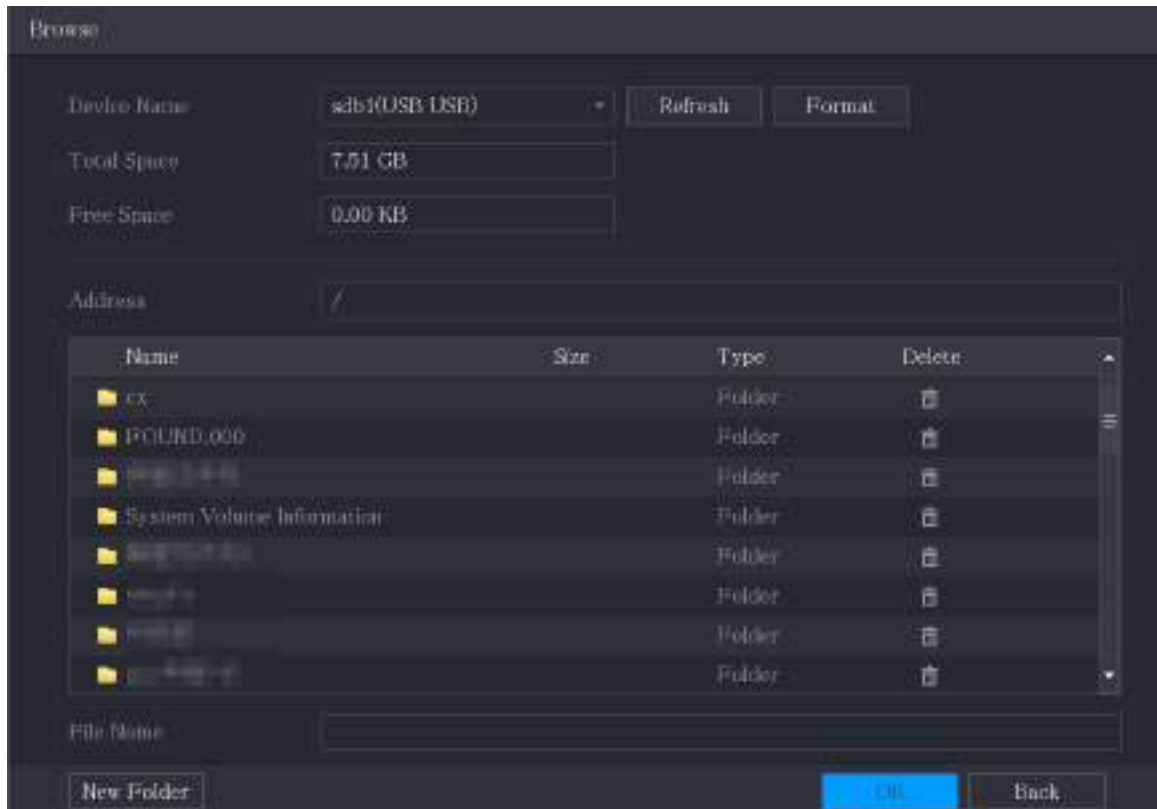 Browse
Device Name sdb1(USB USB) Refresh Format
Total Space 7.51 GB
Free Space 0.00 KB
Address /
Name Size Type Delete
cx Folder
FOUND.000 Folder
Folder
System Volume Information Folder
Folder
Folder
Folder
Folder
File Name
New Folder OK Back